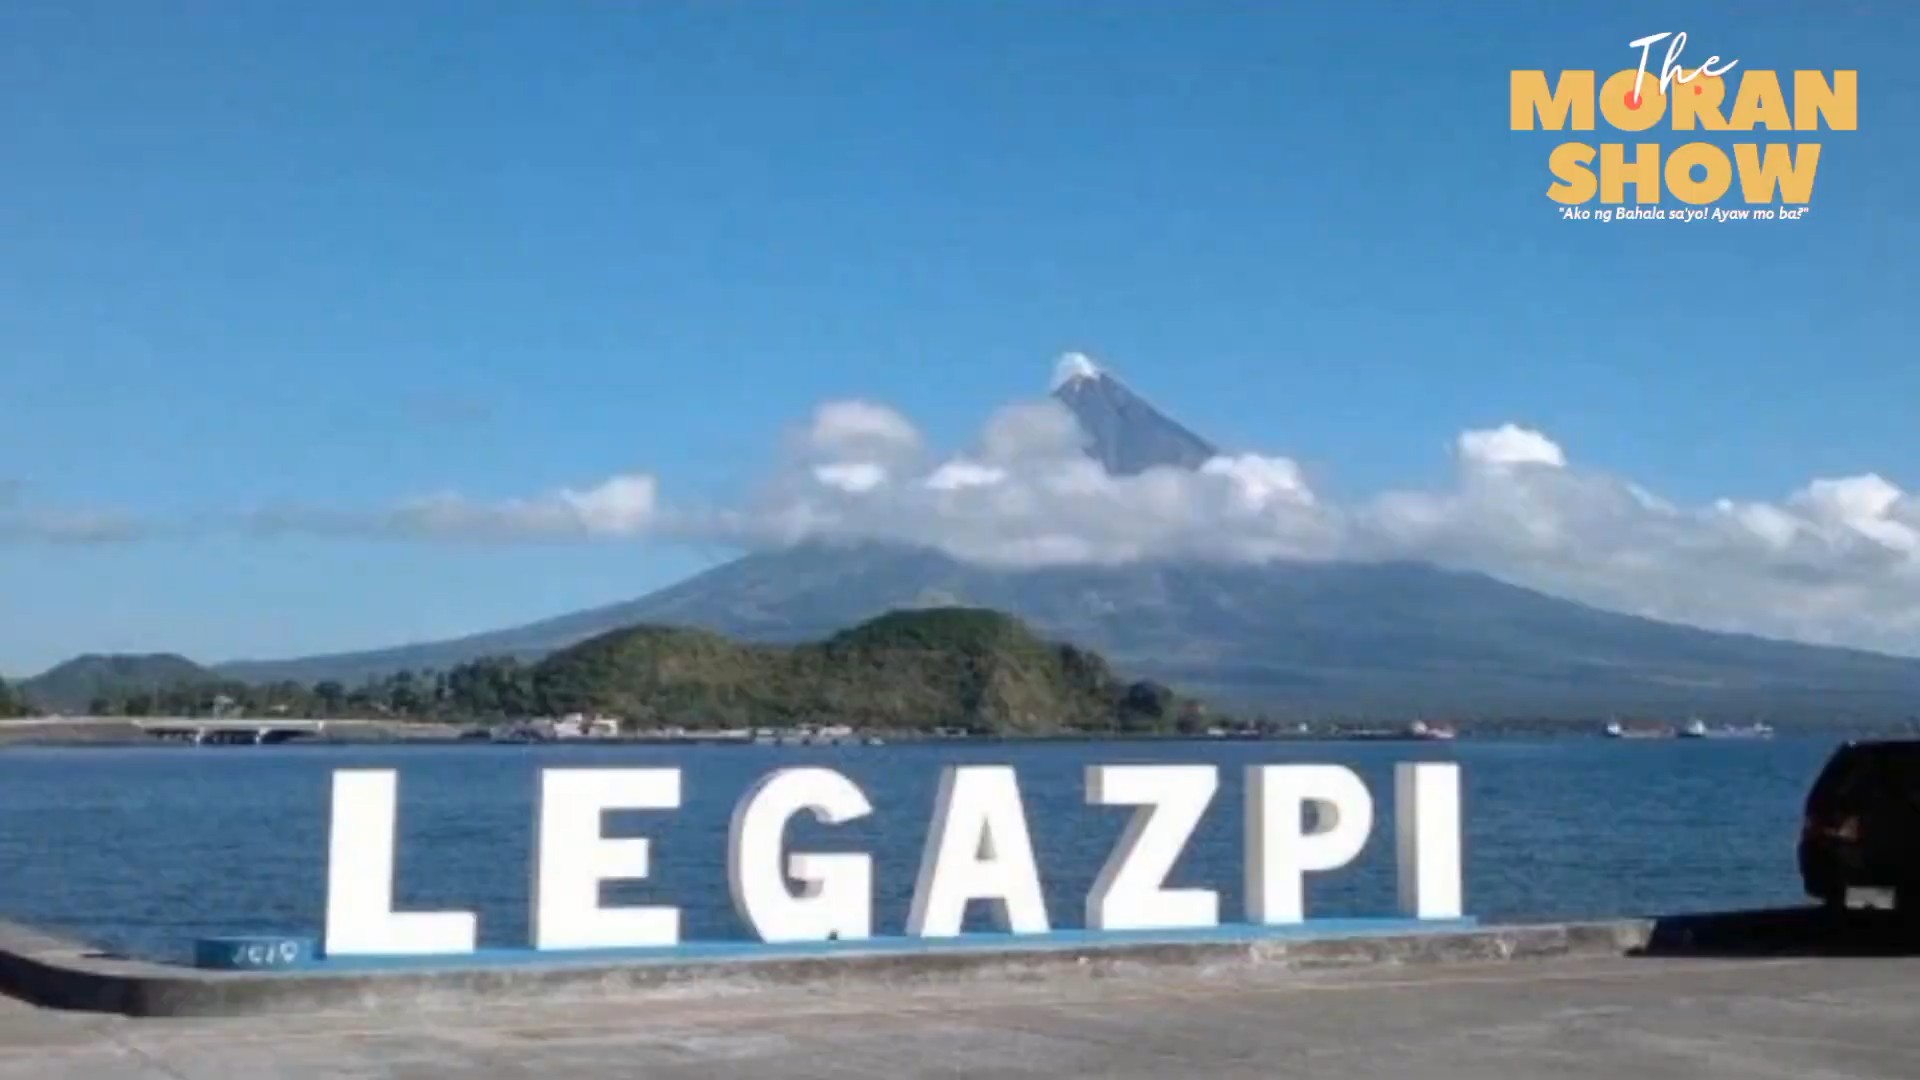 The
MORAN
SHOW
"Ako ng Bahala sa'yo! Ayaw mo ba?"
LEGAZPI